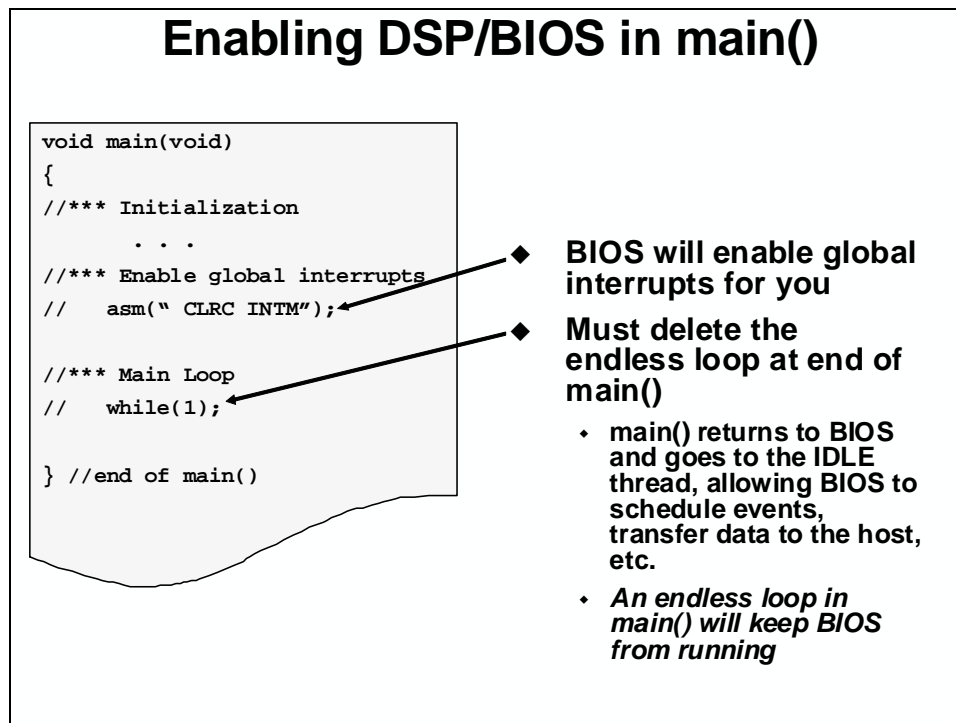 Enabling DSP/BIOS in main()
void main(void)
{
//*** Initialization
. . .
//*** Enable global interrupts
// asm(“ CLRC INTM”);
//*** Main Loop
// while(1);
} //end of main()
◆ BIOS will enable global
interrupts for you
◆ Must delete the
endless loop at end of
main()
◆ main() returns to BIOS
and goes to the IDLE
thread, allowing BIOS to
schedule events,
transfer data to the host,
etc.
◆ An endless loop in
main() will keep BIOS
from running